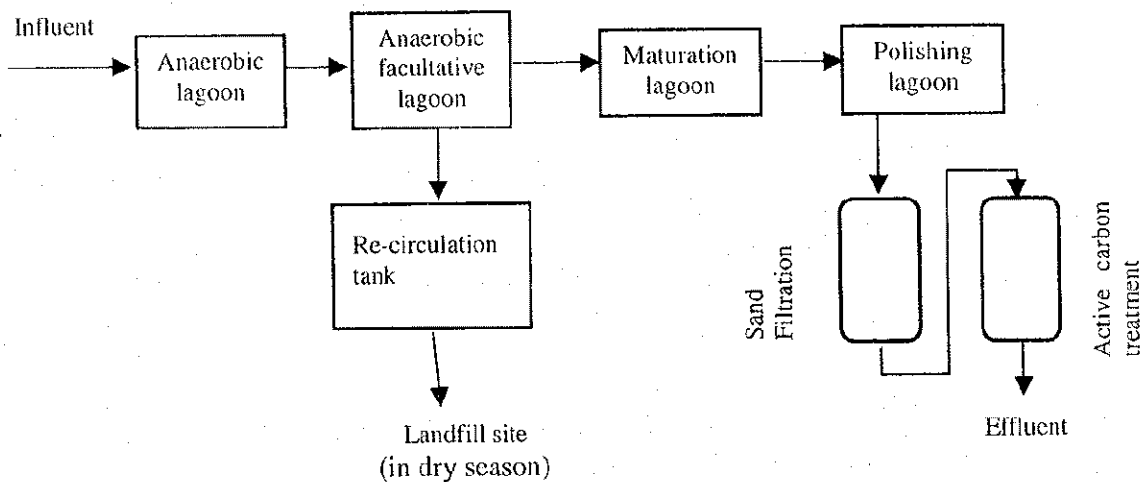 Influent
Anaerobic
lagoon
Anaerobic
facultative
lagoon
Maturation
lagoon
Polishing
lagoon
Re-circulation
tank
Sand
Filtration
Active carbon
treatment
Landfill site
(in dry season)
Effluent